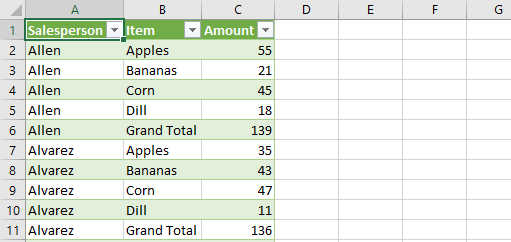 A B C D E F G
1 Salesperson Item Amount
2 Allen Apples 55
3 Allen Bananas 21
4 Allen Corn 45
5 Allen Dill 18
6 Allen Grand Total 139
7 Alvarez Apples 35
8 Alvarez Bananas 43
9 Alvarez Corn 47
10 Alvarez Dill 11
11 Alvarez Grand Total 136